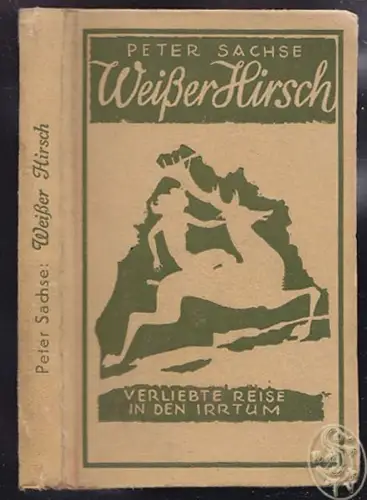 Peter Sachse: Weißer Hirsch
PETER SACHSE
Weißer Hirsch
VERLIEBTE REISE
IN DEN IRRTUM